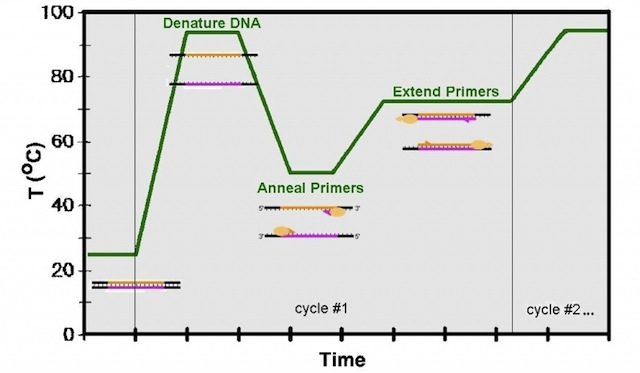 100
80
60
40
20
0
T (°C)
Denature DNA
Anneal Primers
5' 3'
3' 5'
Extend Primers
cycle #1
cycle #2...
Time